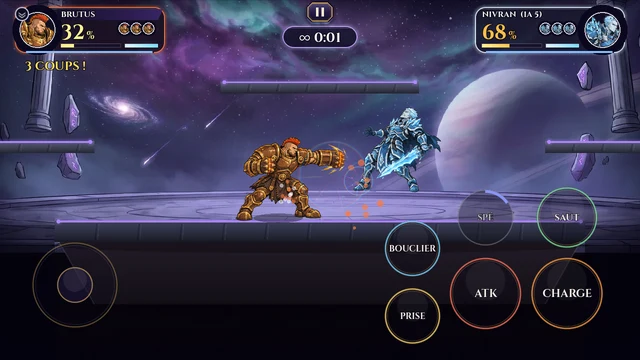 BRUTUS
32%
3 COUPS !
∞ 0:01
NIVRAN (IA 5)
68%
SPE
SAUT
BOUCLIER
ATK
CHARGE
PRISE